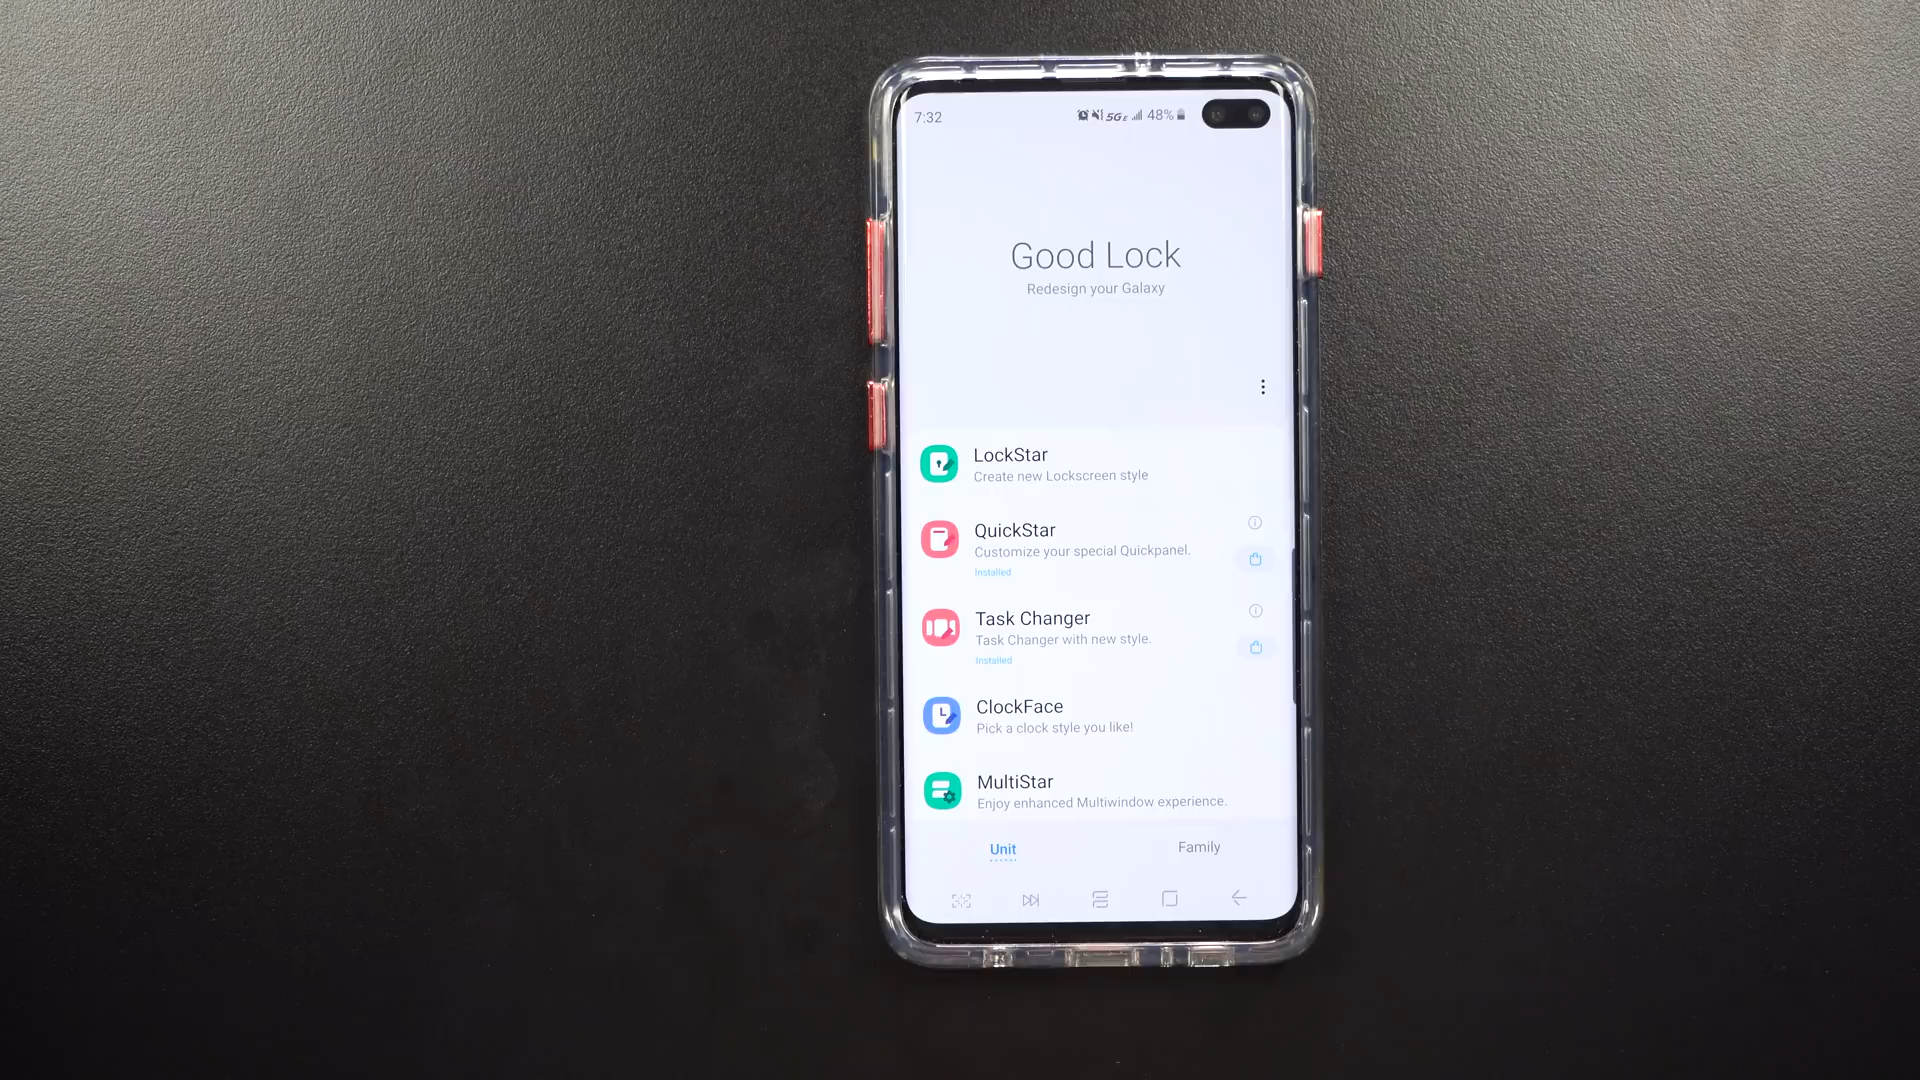 7:32
5GE 48%
Good Lock
Redesign your Galaxy
LockStar
Create new Lockscreen style
QuickStar
Customize your special Quickpanel.
Installed
Task Changer
Task Changer with new style.
Installed
ClockFace
Pick a clock style you like!
MultiStar
Enjoy enhanced Multiwindow experience.
Unit Family